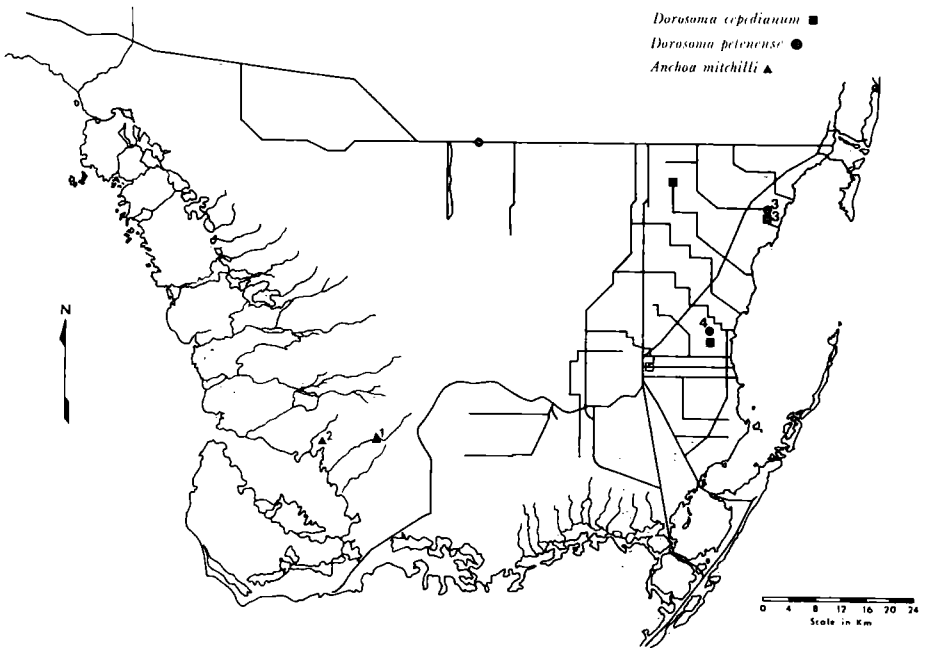 Dorosoma cepedianum ■
Dorosoma petenense ●
Anchoa mitchilli ▲
3
3
N
4
2
1
0 4 8 12 16 20 24
Scale in Km